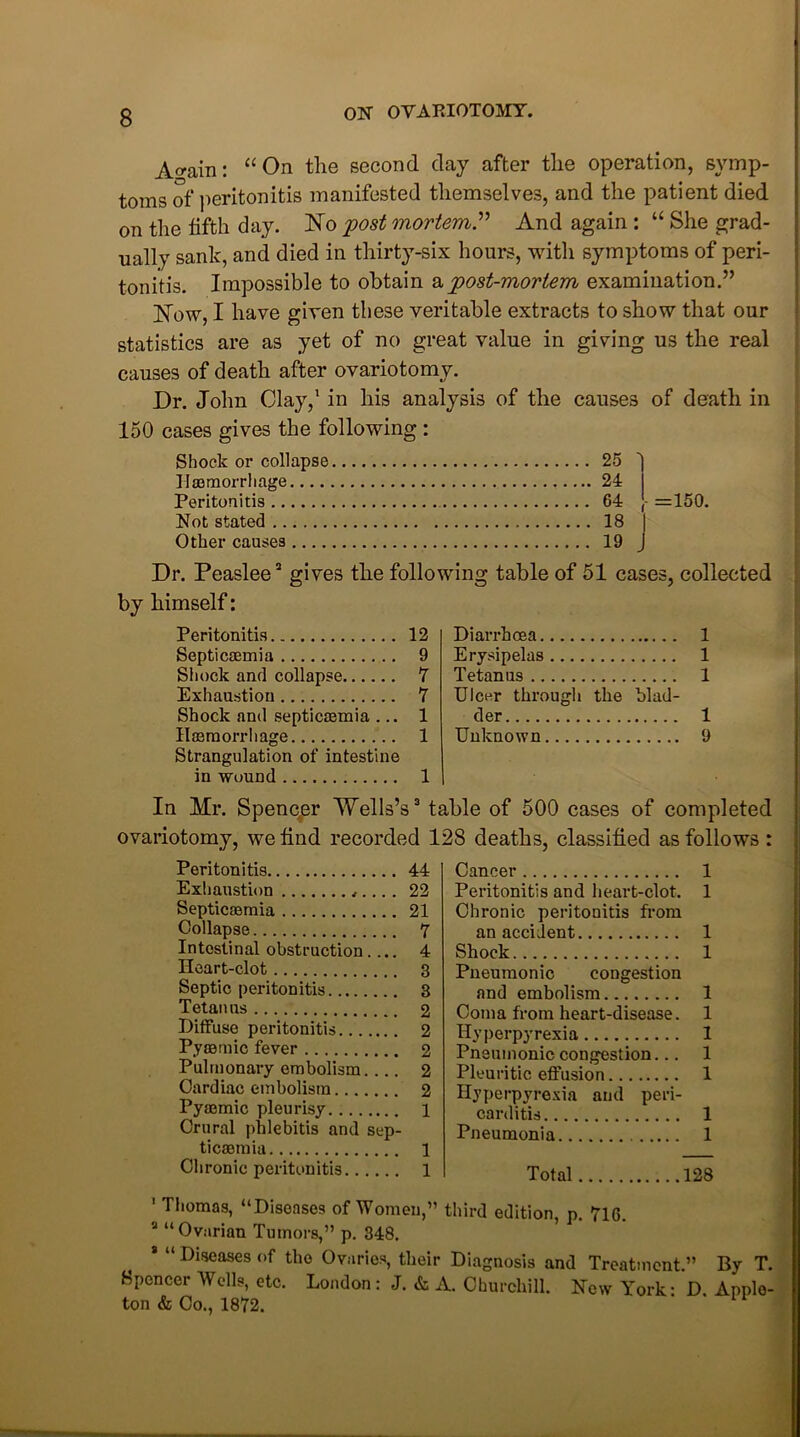 8
ON OVARIOTOMY.
Again: “On the second day after the operation, symp-
toms of peritonitis manifested themselves, and the patient died
on the fifth day. No post mortem.” And again: “She grad-
ually sank, and died in thirty-six hours, with symptoms of peri-
tonitis. Impossible to obtain a post-mortem examination.”
Now, I have given these veritable extracts to show that our
statistics are as yet of no great value in giving us the real
causes of death after ovariotomy.
Dr. John Clay,¹ in his analysis of the causes of death in
150 cases gives the following:
Shock or collapse.......... 25
Hæmorrhage.......... 24
Peritonitis.......... 64 } =150.
Not stated.......... 18
Other causes.......... 19
Dr. Peaslee² gives the following table of 51 cases, collected
by himself:
Peritonitis.......... 12
Septicæmia.......... 9
Shock and collapse...... 7
Exhaustion.......... 7
Shock and septicæmia... 1
Hæmorrhage.......... 1
Strangulation of intestine
in wound.......... 1
Diarrhœa.......... 1
Erysipelas.......... 1
Tetanus.......... 1
Ulcer through the blad-
der.......... 1
Unknown.......... 9
In Mr. Spencer Wells’s³ table of 500 cases of completed
ovariotomy, we find recorded 128 deaths, classified as follows:
Peritonitis.......... 44
Exhaustion.......... 22
Septicæmia.......... 21
Collapse.......... 7
Intestinal obstruction.... 4
Heart-clot.......... 3
Septic peritonitis........ 3
Tetanus.......... 2
Diffuse peritonitis....... 2
Pyæmic fever.......... 2
Pulmonary embolism.... 2
Cardiac embolism....... 2
Pyæmic pleurisy........ 1
Crural phlebitis and sep-
ticæmia.......... 1
Chronic peritonitis...... 1
Cancer.......... 1
Peritonitis and heart-clot. 1
Chronic peritonitis from
an accident.......... 1
Shock.......... 1
Pneumonic congestion
and embolism........ 1
Coma from heart-disease. 1
Hyperpyrexia.......... 1
Pneumonic congestion... 1
Pleuritic effusion........ 1
Hyperpyrexia and peri-
carditis.......... 1
Pneumonia.......... 1
Total..........128
¹ Thomas, “Diseases of Women,” third edition, p. 716.
² “Ovarian Tumors,” p. 348.
³ “Diseases of the Ovaries, their Diagnosis and Treatment.” By T.
Spencer Wells, etc. London: J. & A. Churchill. New York: D. Apple-
ton & Co., 1872.